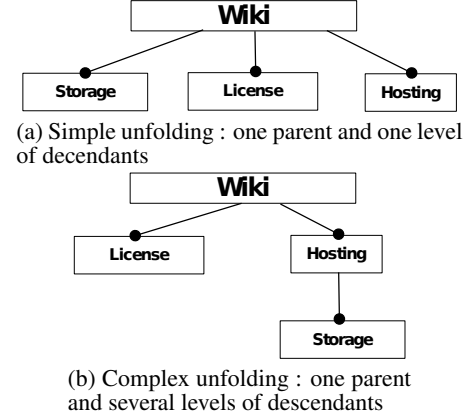 Wiki
Storage License Hosting
(a) Simple unfolding : one parent and one level
of decendants
Wiki
License Hosting
Storage
(b) Complex unfolding : one parent
and several levels of descendants